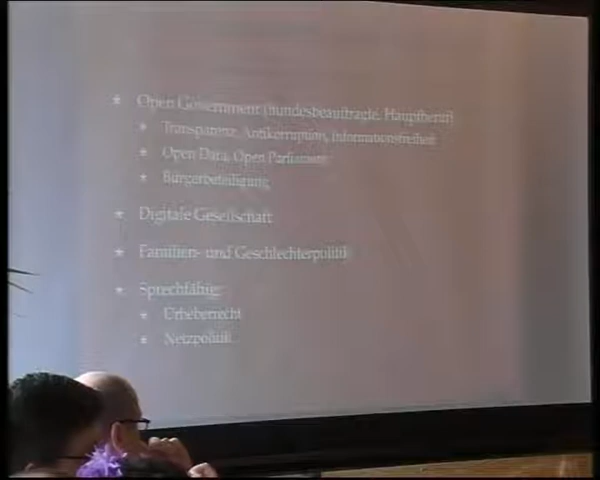 Open Government (bundesbeauftragte, Hauptberuf)
Transparenz, Antikorruption, Informationsfreiheit
Open Data, Open Parliament
Bürgerbeteiligung
Digitale Gesellschaft
Familien- und Geschlechterpolitik
Sprechfähig:
Urheberrecht
Netzpolitik